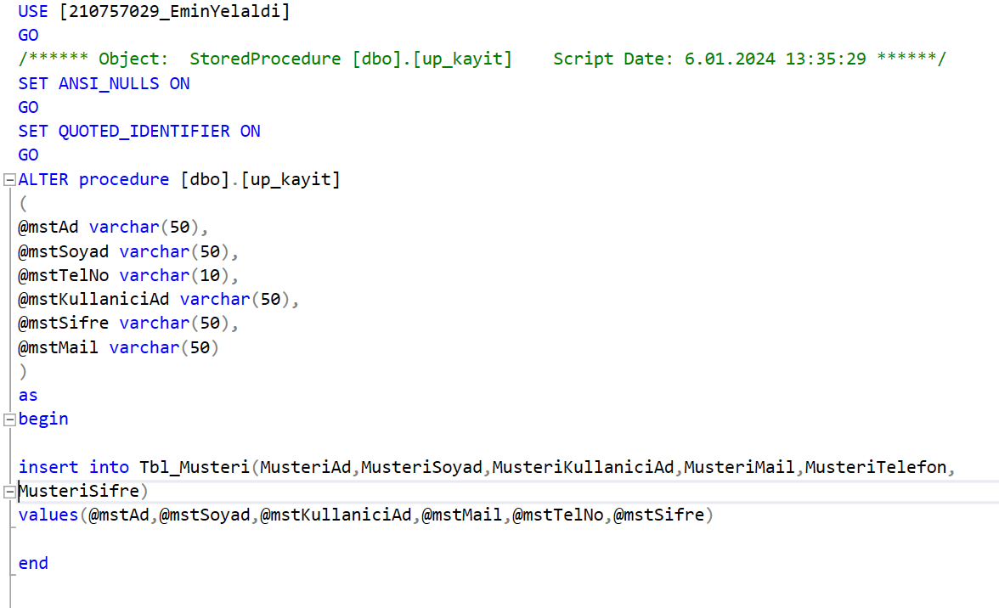 USE [210757029_EminYelaldi]
GO
/****** Object:  StoredProcedure [dbo].[up_kayit]    Script Date: 6.01.2024 13:35:29 ******/
SET ANSI_NULLS ON
GO
SET QUOTED_IDENTIFIER ON
GO
ALTER procedure [dbo].[up_kayit]
(
@mstAd varchar(50),
@mstSoyad varchar(50),
@mstTelNo varchar(10),
@mstKullaniciAd varchar(50),
@mstSifre varchar(50),
@mstMail varchar(50)
)
as
begin
insert into Tbl_Musteri(MusteriAd,MusteriSoyad,MusteriKullaniciAd,MusteriMail,MusteriTelefon,
MusteriSifre)
values(@mstAd,@mstSoyad,@mstKullaniciAd,@mstMail,@mstTelNo,@mstSifre)
end